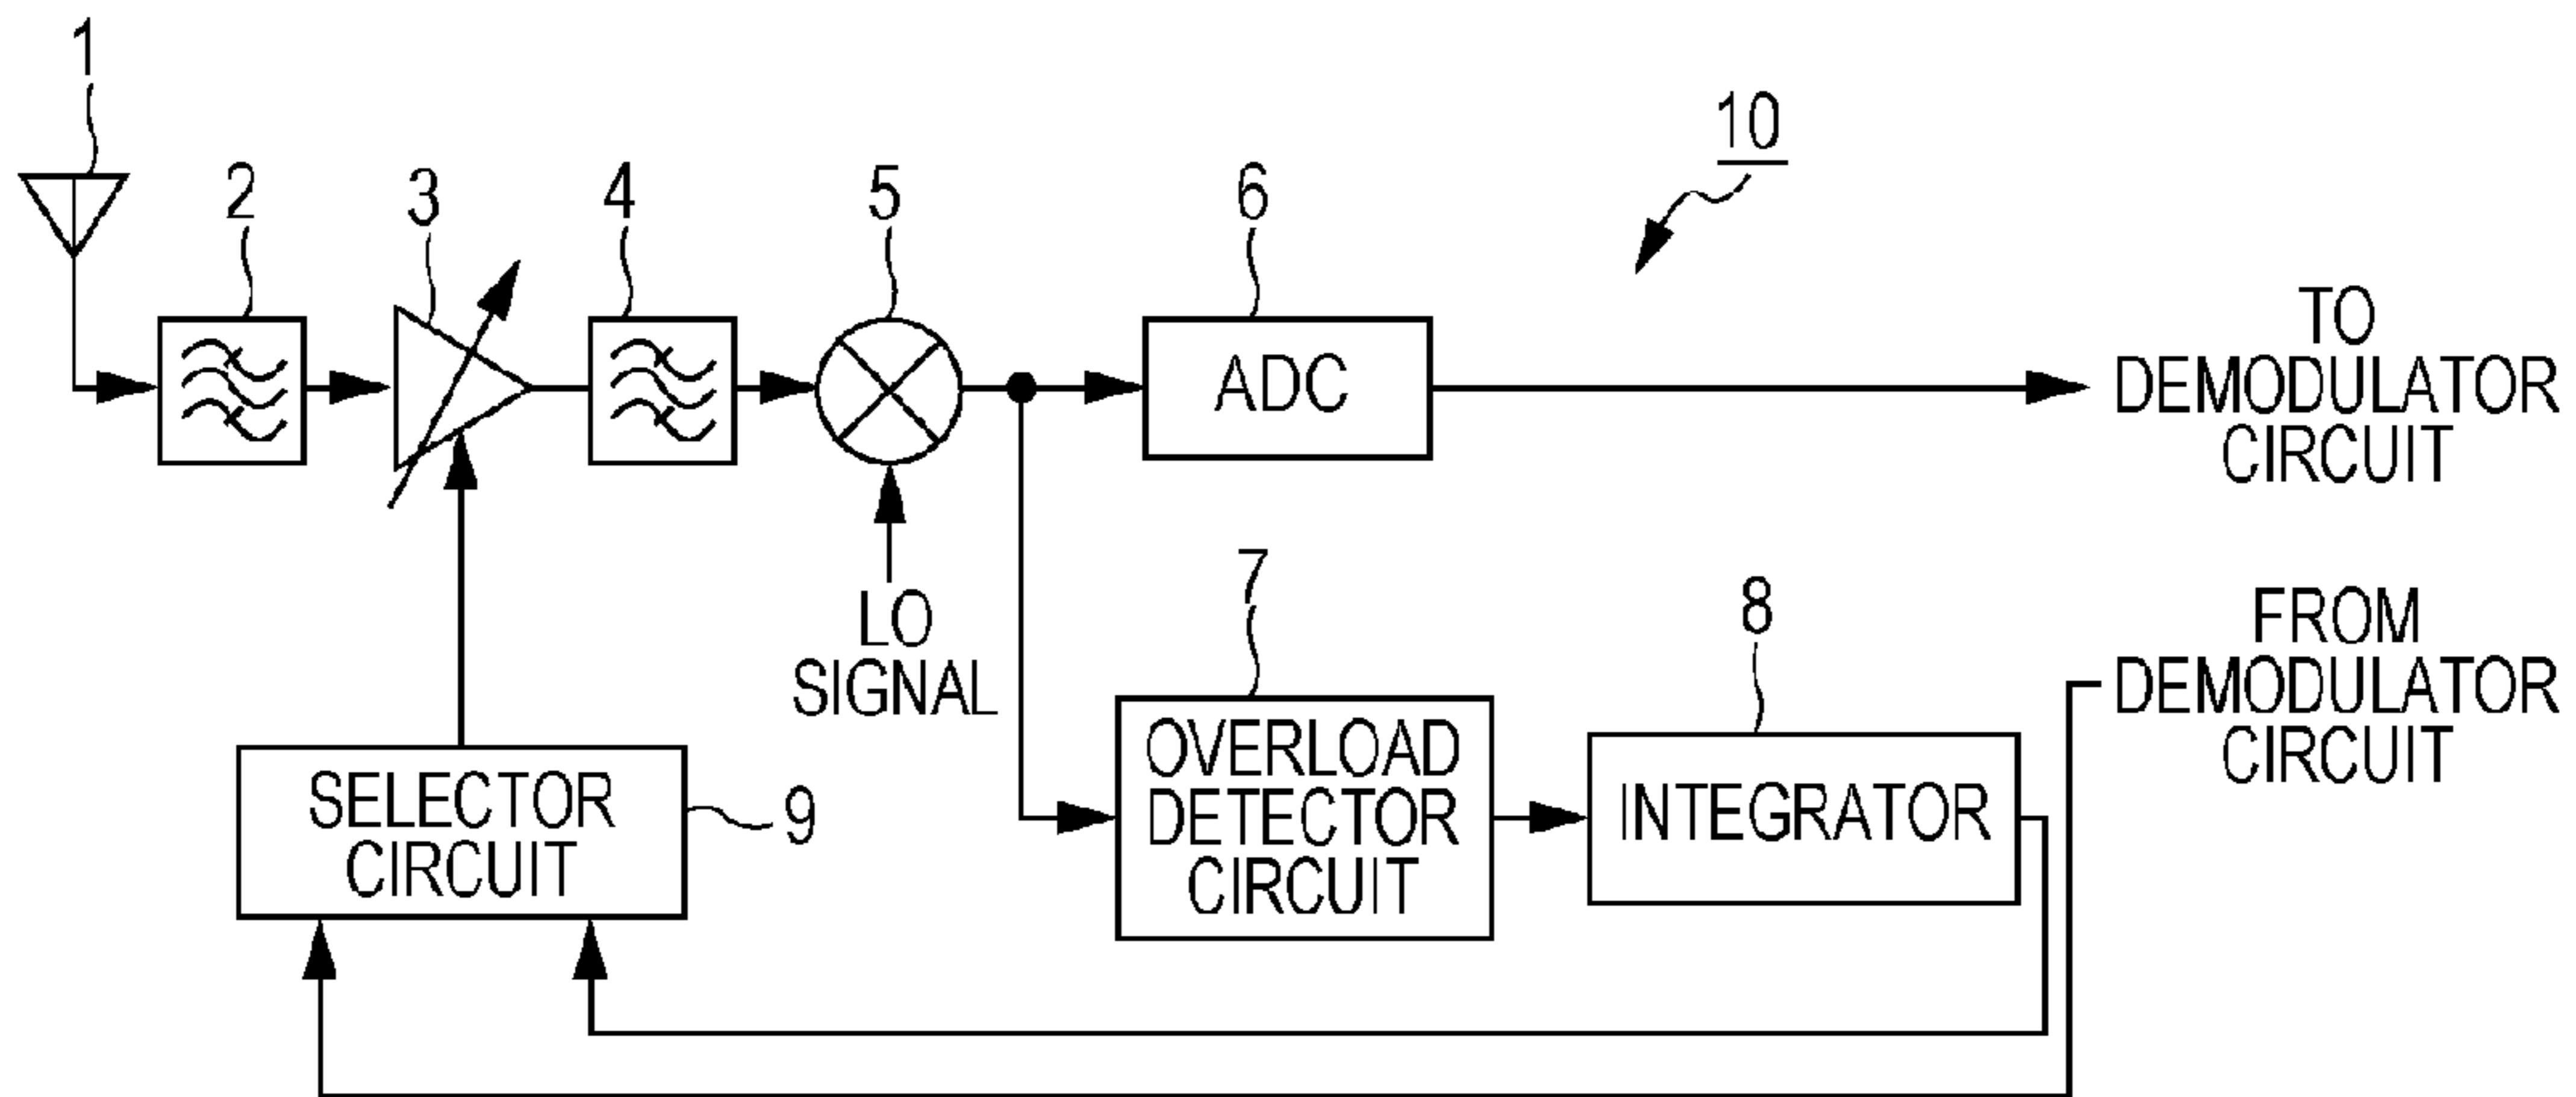 1
10
2
3
4
5
6
TO
DEMODULATOR
CIRCUIT
ADC
LO
SIGNAL
7
8
FROM
DEMODULATOR
CIRCUIT
OVERLOAD
DETECTOR
CIRCUIT
INTEGRATOR
SELECTOR
CIRCUIT
9